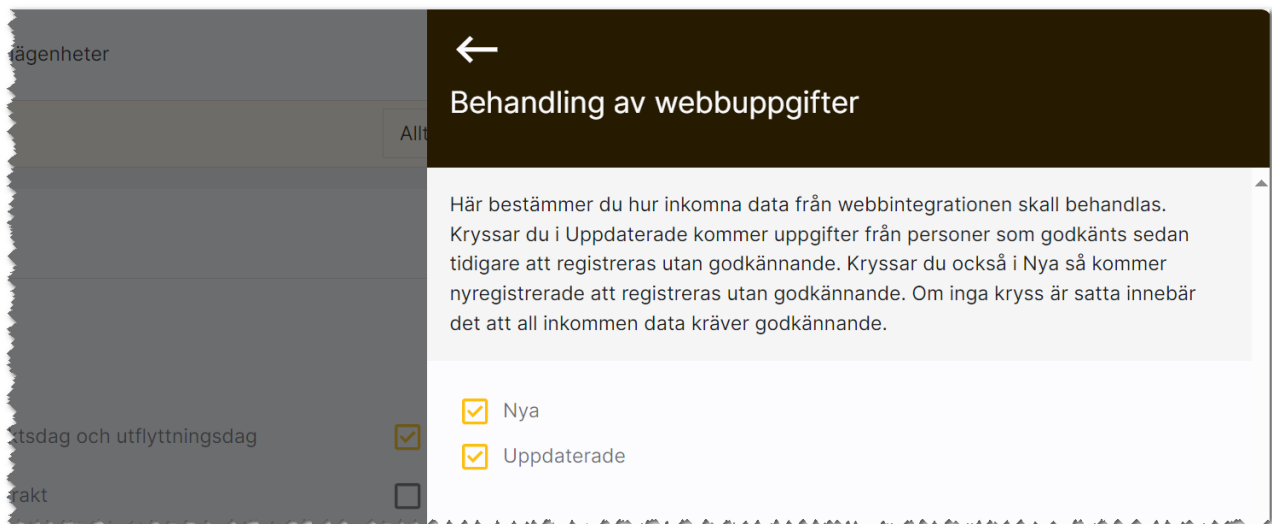 lägenheter
Allt
Behandling av webbuppgifter
Här bestämmer du hur inkomna data från webbintegrationen skall behandlas.
Kryssar du i Uppdaterade kommer uppgifter från personer som godkänts sedan
tidigare att registreras utan godkännande. Kryssar du också i Nya så kommer
nyregistrerade att registreras utan godkännande. Om inga kryss är satta innebär
det att all inkommen data kräver godkännande.
Nya
ktsdag och utflyttningsdag
Uppdaterade
rakt